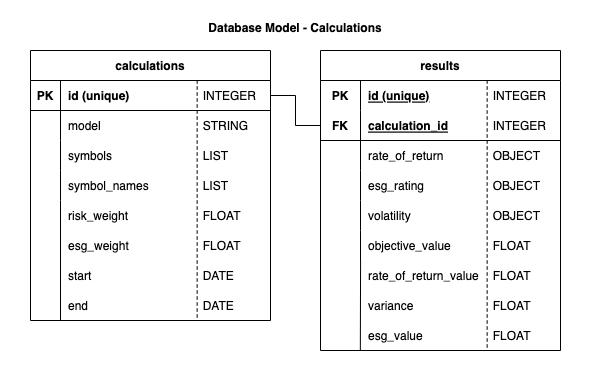 Database Model - Calculations
calculations
PK id (unique) INTEGER
model STRING
symbols LIST
symbol_names LIST
risk_weight FLOAT
esg_weight FLOAT
start DATE
end DATE
results
PK id (unique) INTEGER
FK calculation_id INTEGER
rate_of_return OBJECT
esg_rating OBJECT
volatility OBJECT
objective_value FLOAT
rate_of_return_value FLOAT
variance FLOAT
esg_value FLOAT